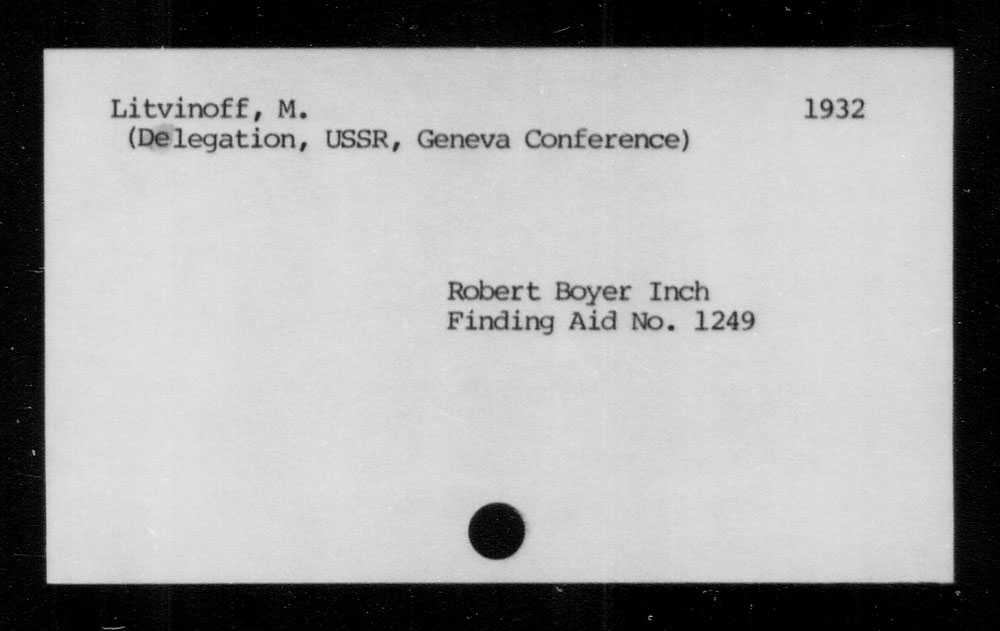 Litvinoff, M. 1932
(Delegation, USSR, Geneva Conference)
Robert Boyer Inch
Finding Aid No. 1249